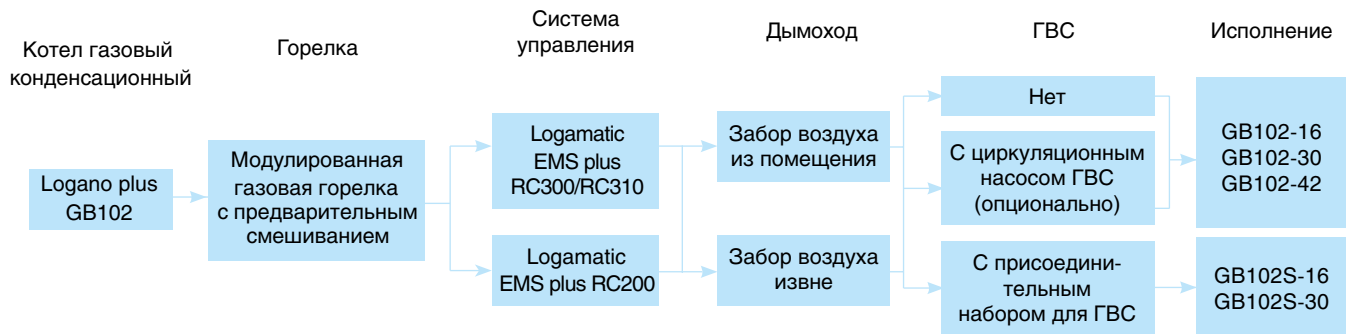 Котел газовый
конденсационный
Горелка
Система
управления
Дымоход
ГВС
Исполнение
Logano plus
GB102
Модулированная
газовая горелка
с предварительным
смешиванием
Logamatic
EMS plus
RC300/RC310
Logamatic
EMS plus RC200
Забор воздуха
из помещения
Забор воздуха
извне
Нет
С циркуляционным
насосом ГВС
(опционально)
С присоедини-
тельным
набором для ГВС
GB102-16
GB102-30
GB102-42
GB102S-16
GB102S-30